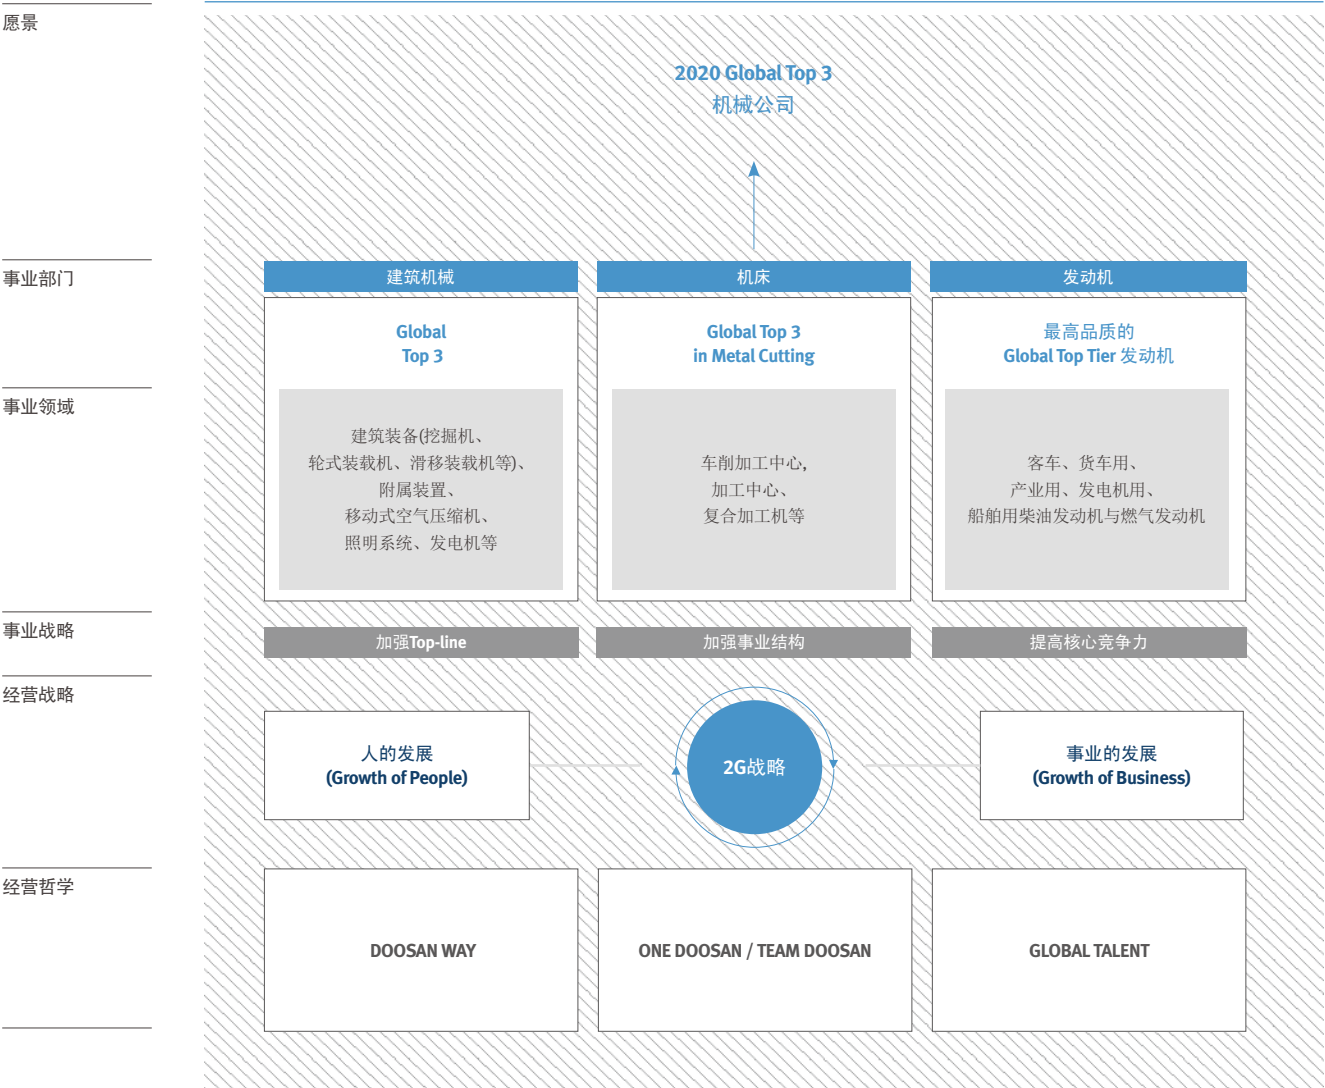 愿景
2020 Global Top 3
机械公司
事业部门
建筑机械
机床
发动机
Global
Top 3
Global Top 3
in Metal Cutting
最高品质的
Global Top Tier 发动机
事业领域
建筑装备(挖掘机、
轮式装载机、滑移装载机等)、
附属装置、
移动式空气压缩机、
照明系统、发电机等
车削加工中心,
加工中心、
复合加工机等
客车、货车用、
产业用、发电机用、
船舶用柴油发动机与燃气发动机
事业战略
加强Top-line
加强事业结构
提高核心竞争力
经营战略
人的发展
(Growth of People)
2G战略
事业的发展
(Growth of Business)
经营哲学
DOOSAN WAY
ONE DOOSAN / TEAM DOOSAN
GLOBAL TALENT